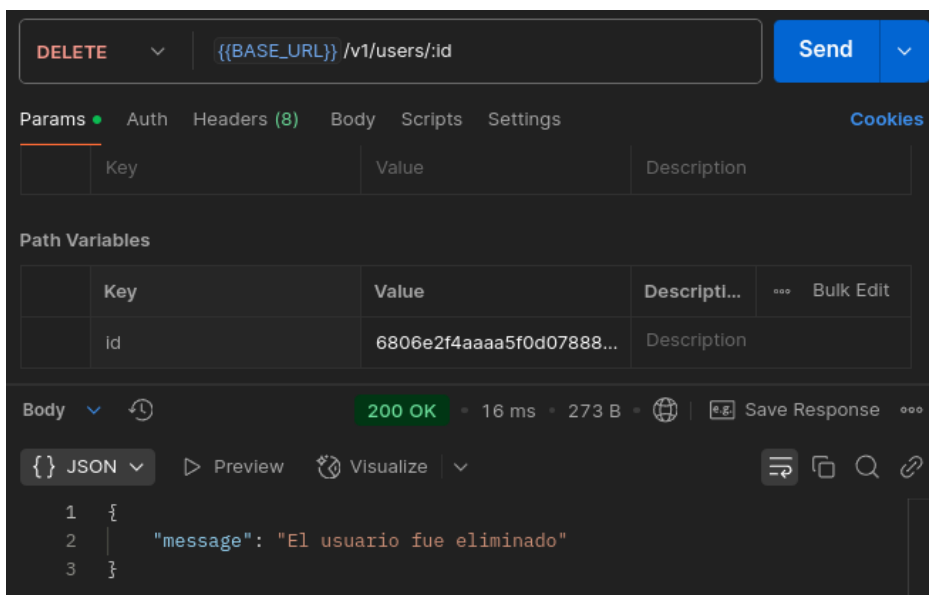 DELETE {{BASE_URL}} /v1/users/:id Send
Params Auth Headers (8) Body Scripts Settings Cookies
Key Value Description
Path Variables
Key Value Descripti... Bulk Edit
id 6806e2f4aaaa5f0d07888... Description
Body 200 OK 16 ms 273 B e.g. Save Response
{} JSON Preview Visualize
1 {
2 "message": "El usuario fue eliminado"
3 }